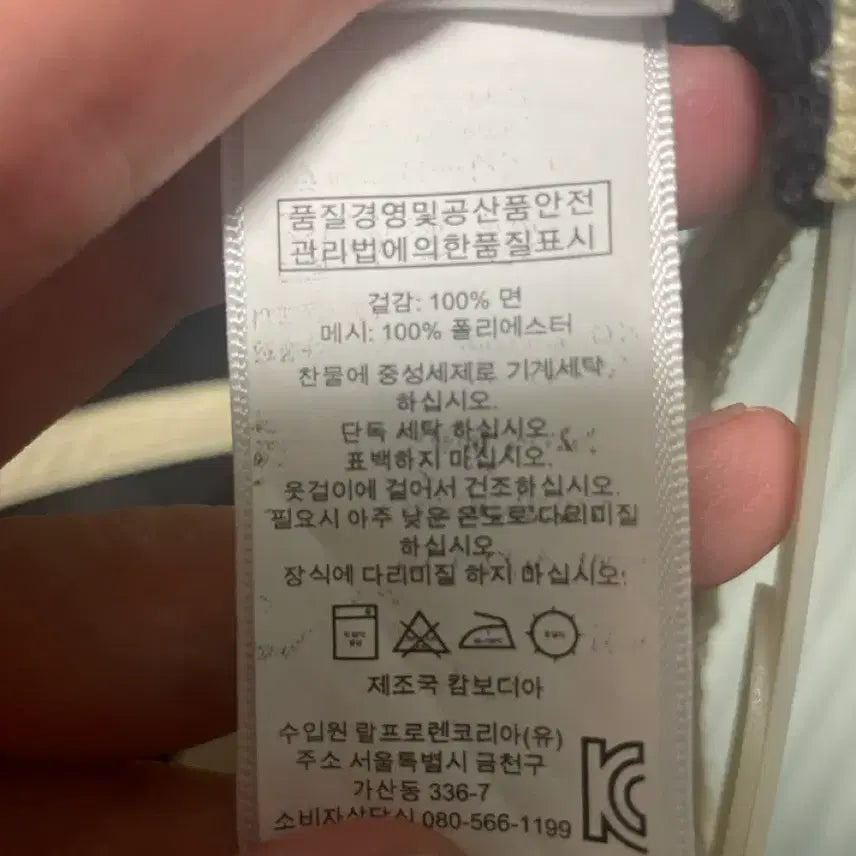 품질경영및공산품안전
관리법에의한품질표시
겉감: 100% 면
메시: 100% 폴리에스터
찬물에 중성세제로 기계세탁
하십시오.
단독 세탁 하십시오.
표백하지 마십시오.
옷걸이에 걸어서 건조하십시오.
필요시 아주 낮은 온도로 다리미질
하십시오.
장식에 다리미질 하지 마십시오.
제조국 캄보디아
수입원 랄프로렌코리아(유)
주소 서울특별시 금천구
가산동 336-7
소비자상담실 080-566-1199